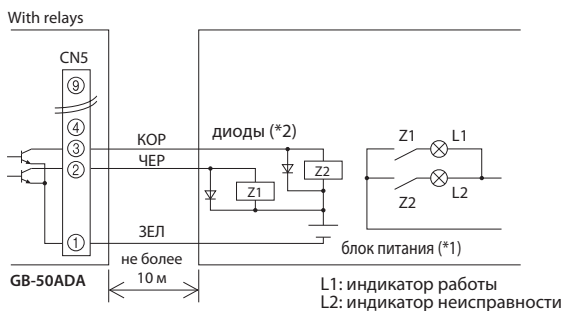 With relays
CN5
⑨
④
③
②
①
КОР
ЧЕР
ЗЕЛ
диоды (*2)
Z1
Z2
Z1
L1
Z2
L2
блок питания (*1)
не более
10 м
GB-50ADA
L1: индикатор работы
L2: индикатор неисправности